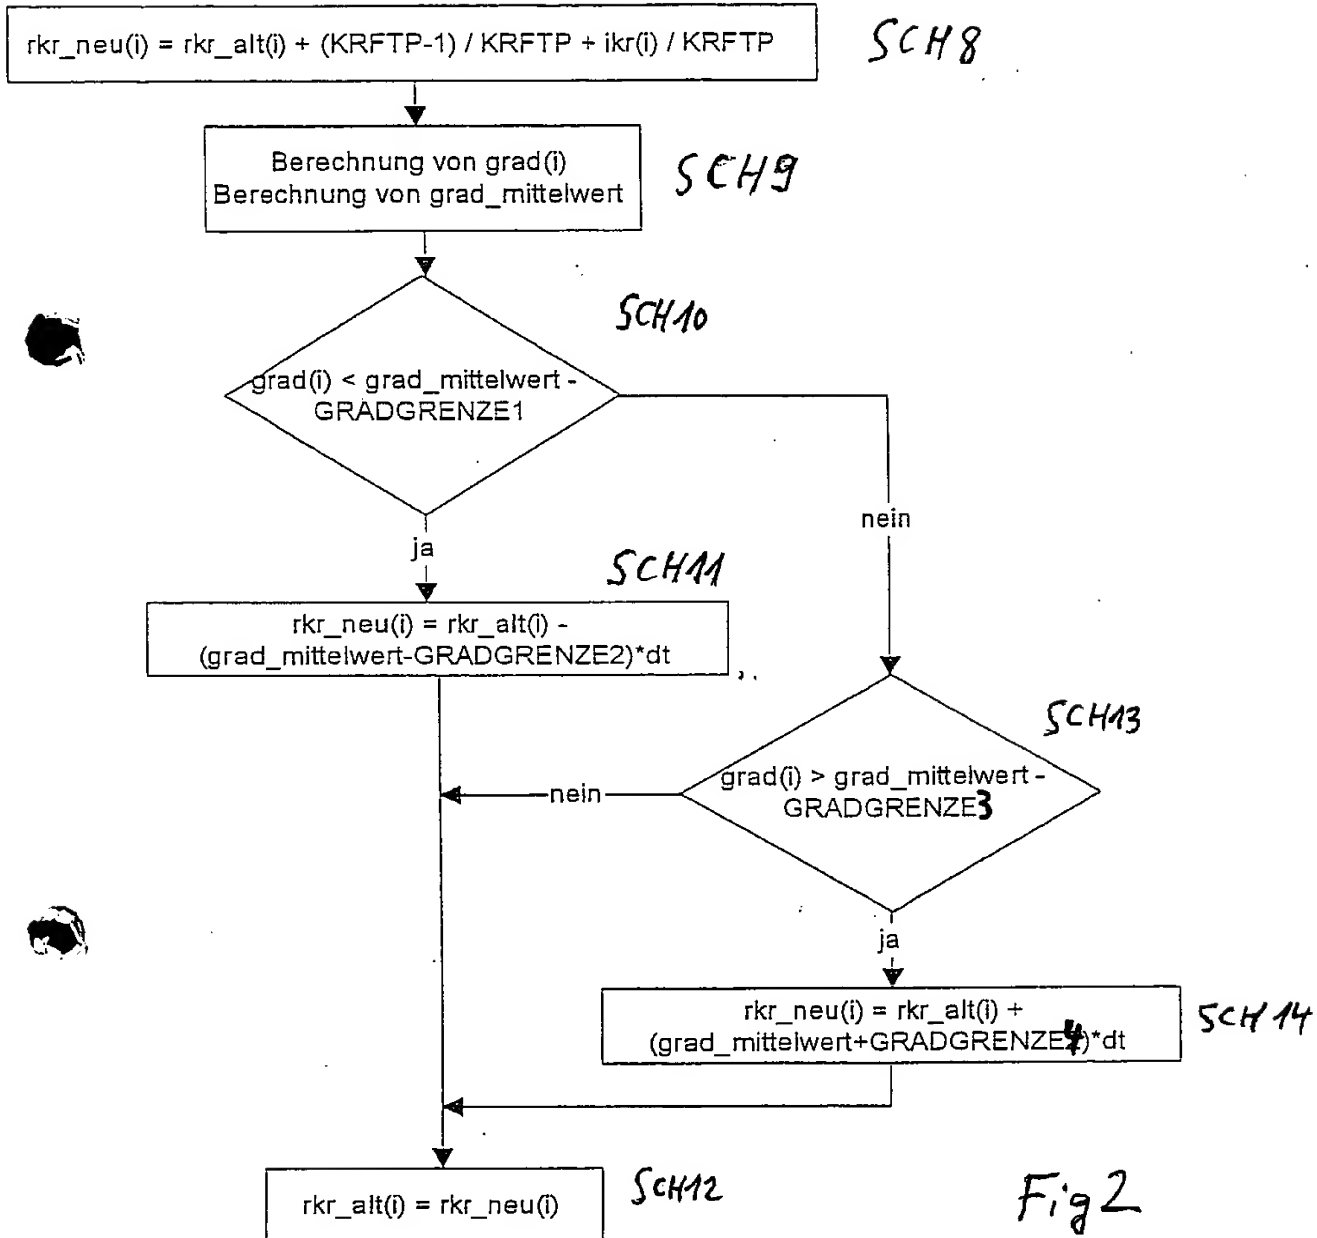 rkr_neu(i) = rkr_alt(i) + (KRFTP-1) / KRFTP + ikr(i) / KRFTP
SCH8
Berechnung von grad(i)
Berechnung von grad_mittelwert
SCH9
SCH10
grad(i) < grad_mittelwert -
GRADGRENZE1
nein
ja
SCH11
rkr_neu(i) = rkr_alt(i) -
(grad_mittelwert-GRADGRENZE2)*dt
SCH13
grad(i) > grad_mittelwert -
GRADGRENZE3
nein
ja
rkr_neu(i) = rkr_alt(i) +
(grad_mittelwert+GRADGRENZE4)*dt
SCH14
rkr_alt(i) = rkr_neu(i)
SCH12
Fig2